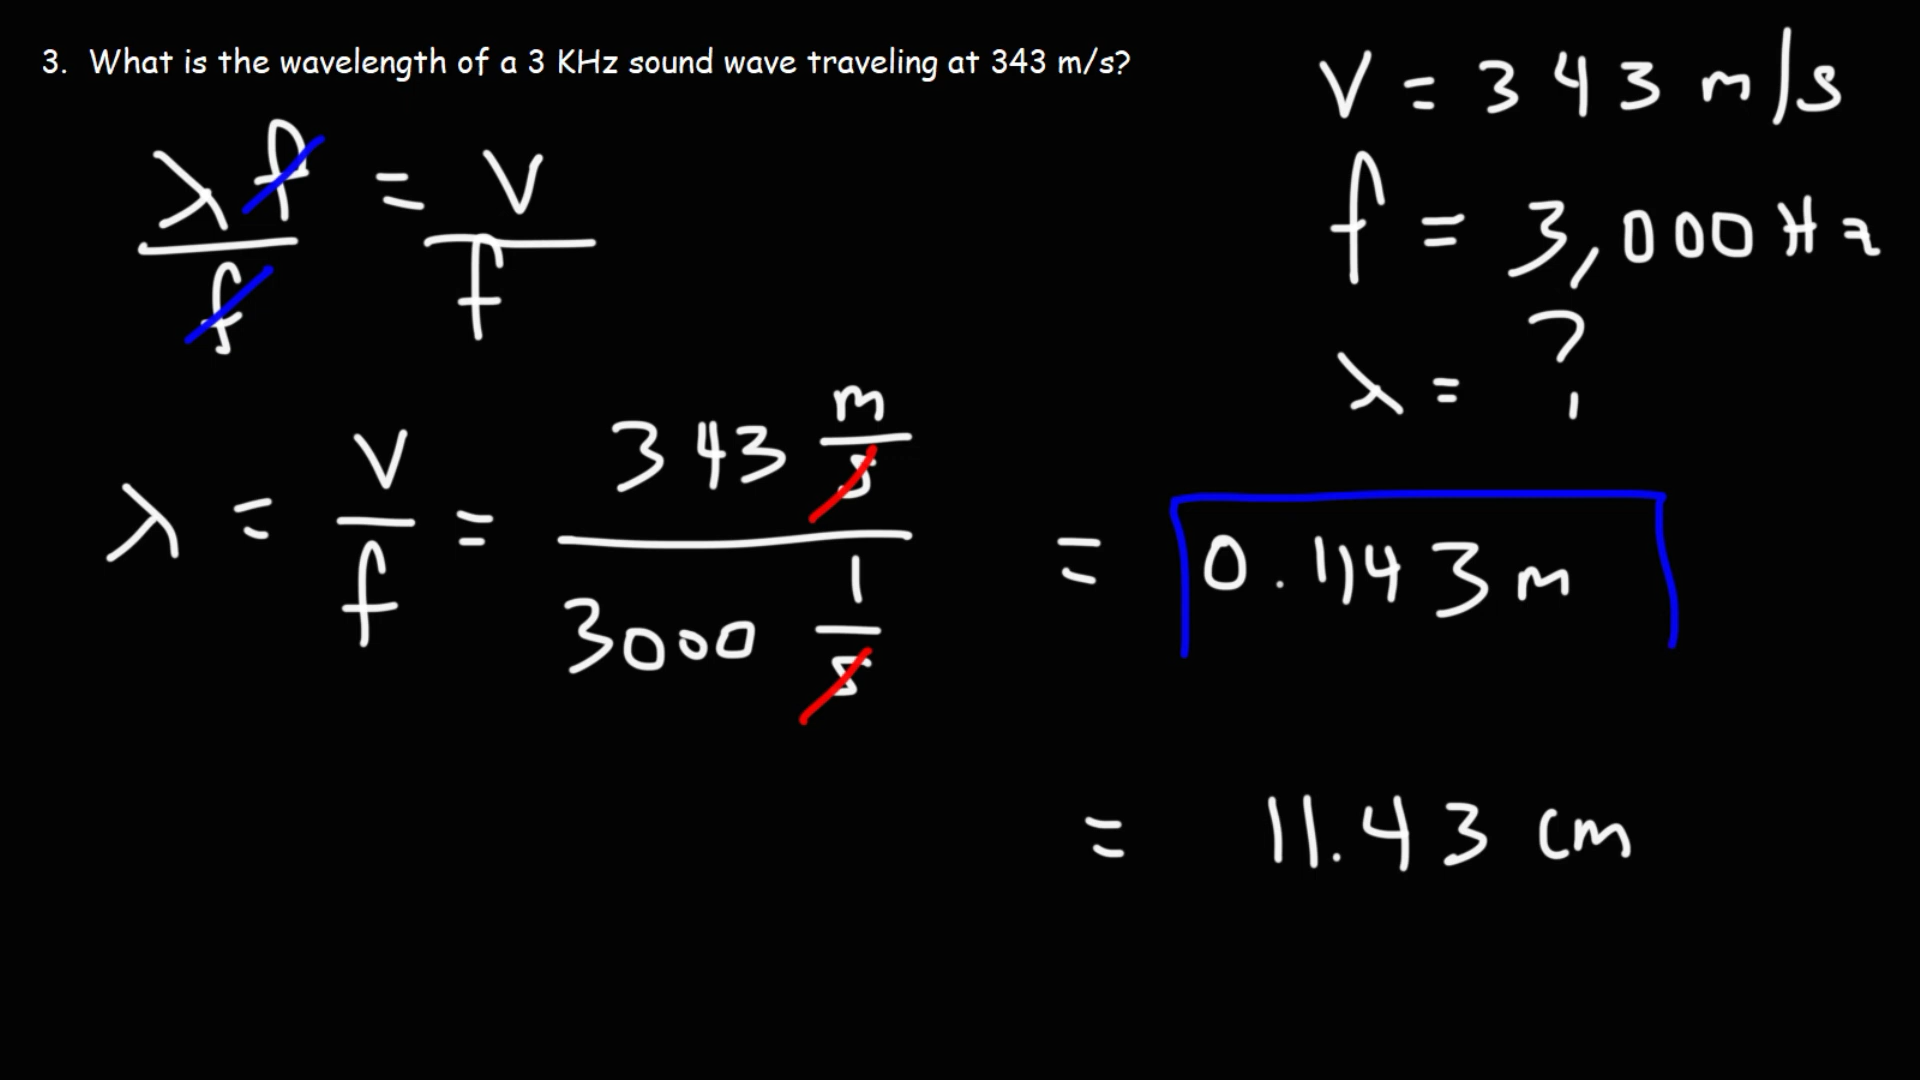 3. What is the wavelength of a 3 KHz sound wave traveling at 343 m/s?
λf/f = v/f
v = 343 m/s
f = 3,000 Hz
λ = ?
λ = v/f = 343 m/s / 3000 1/s = 0.1143 m
= 11.43 cm